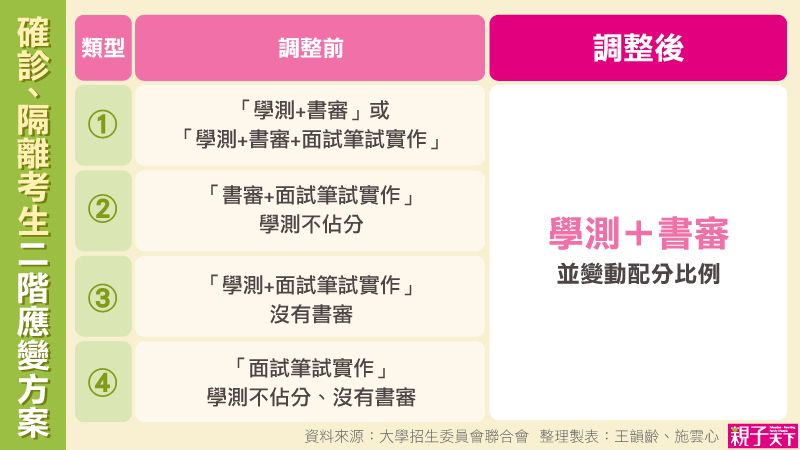 確診、隔離考生二階應變方案
類型
調整前
調整後
①
「學測+書審」或
「學測+書審+面試筆試實作」
②
「書審+面試筆試實作」
學測不佔分
③
「學測+面試筆試實作」
沒有書審
④
「面試筆試實作」
學測不佔分、沒有書審
學測＋書審
並變動配分比例
資料來源：大學招生委員會聯合會 整理製表：王韻齡、施雲心
親子天下